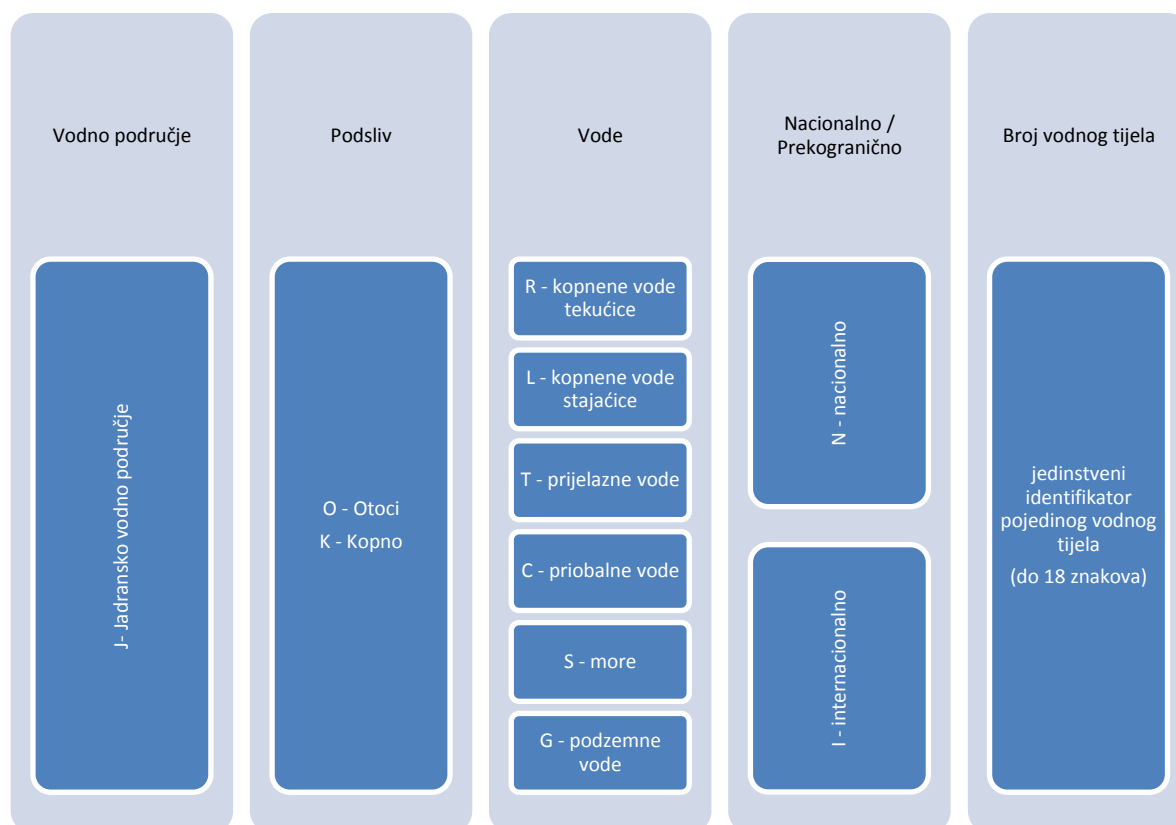 Vodno područje
Podsliv
Vode
Nacionalno /
Prekogranično
Broj vodnog tijela
J- Jadransko vodno područje
O - Otoci
K - Kopno
R - kopnene vode
tekućice
L - kopnene vode
stajaćice
T - prijelazne vode
C - priobalne vode
S - more
G - podzemne
vode
N - nacionalno
I - internacionalno
jedinstveni
identifikator
pojedinog vodnog
tijela
(do 18 znakova)